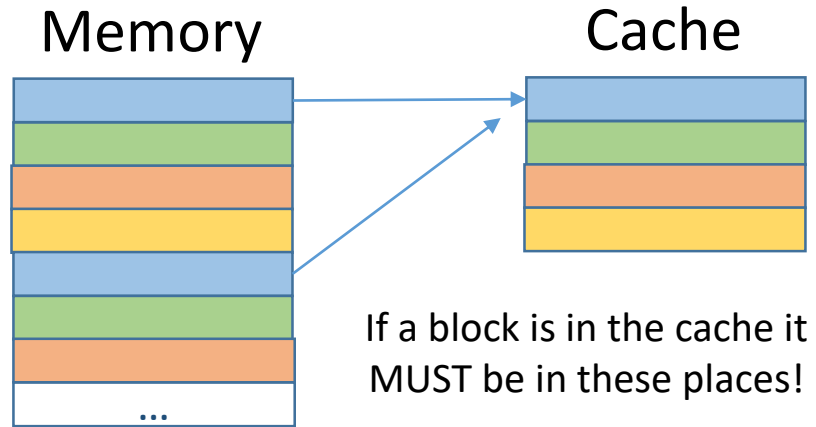 Memory
Cache
If a block is in the cache it
MUST be in these places!
...